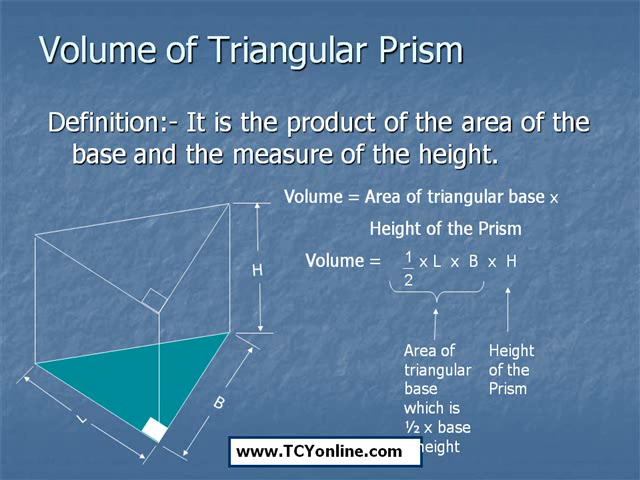 Volume of Triangular Prism
Definition:- It is the product of the area of the
base and the measure of the height.
Volume = Area of triangular base x
Height of the Prism
Volume = 1/2 x L x B x H
H
L
B
Area of
triangular
base
which is
½ x base
height
Height
of the
Prism
www.TCYonline.com